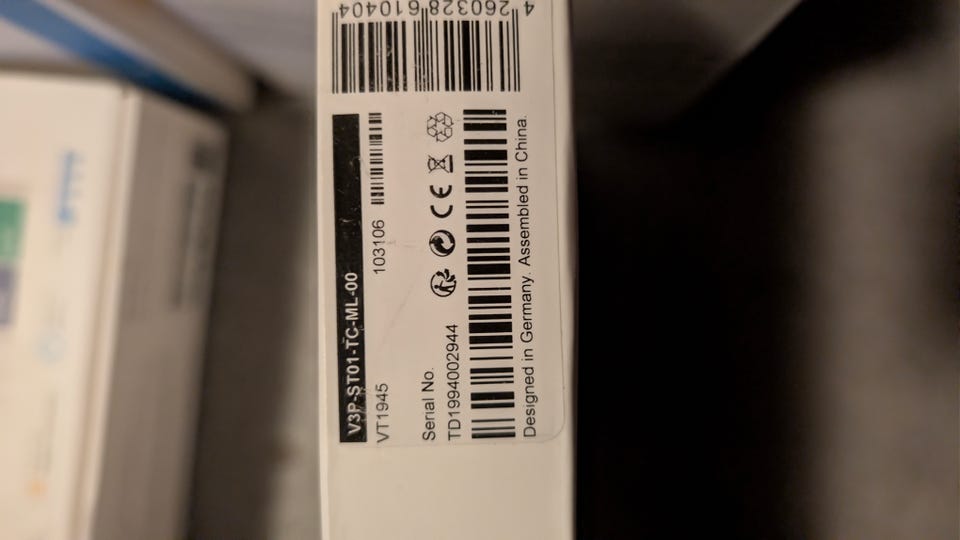 4 260328 610404
V3P-ST01-TC-ML-00
VT1945 103106
CE
Serial No.
TD1994002944
Designed in Germany. Assembled in China.